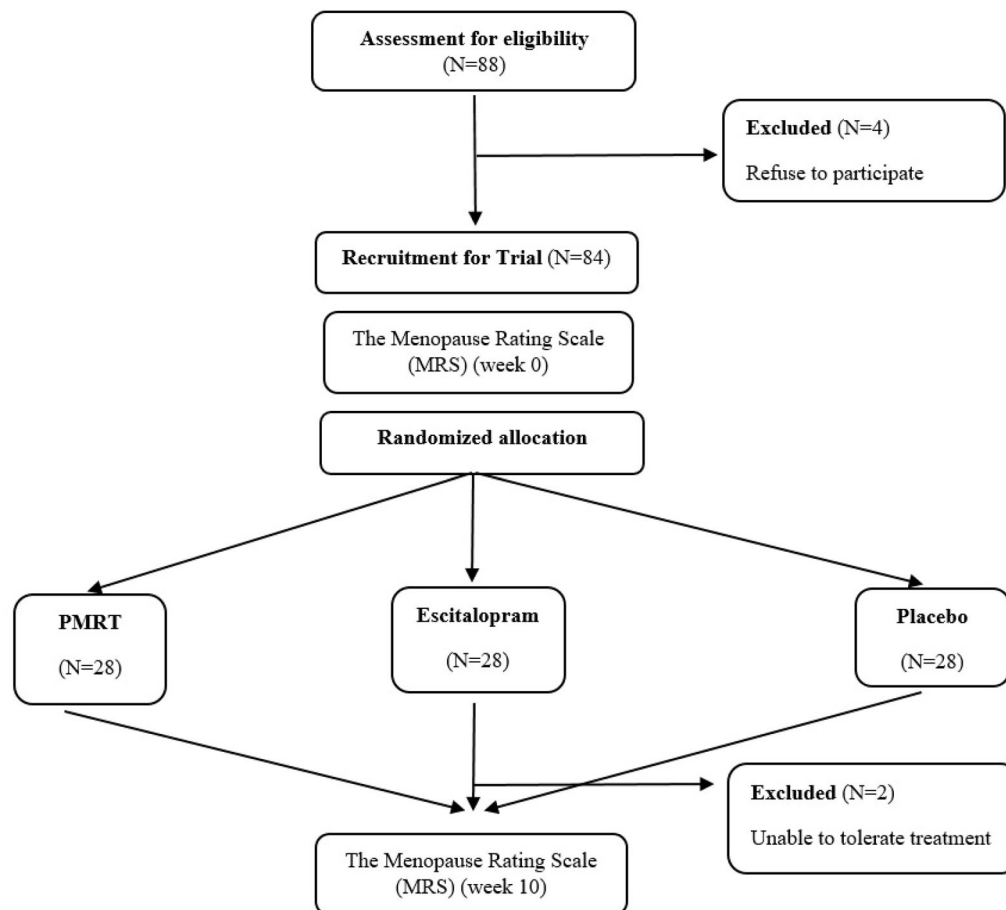 Assessment for eligibility
(N=88)
Excluded (N=4)
Refuse to participate
Recruitment for Trial (N=84)
The Menopause Rating Scale
(MRS) (week 0)
Randomized allocation
PMRT
(N=28)
Escitalopram
(N=28)
Placebo
(N=28)
Excluded (N=2)
Unable to tolerate treatment
The Menopause Rating Scale
(MRS) (week 10)